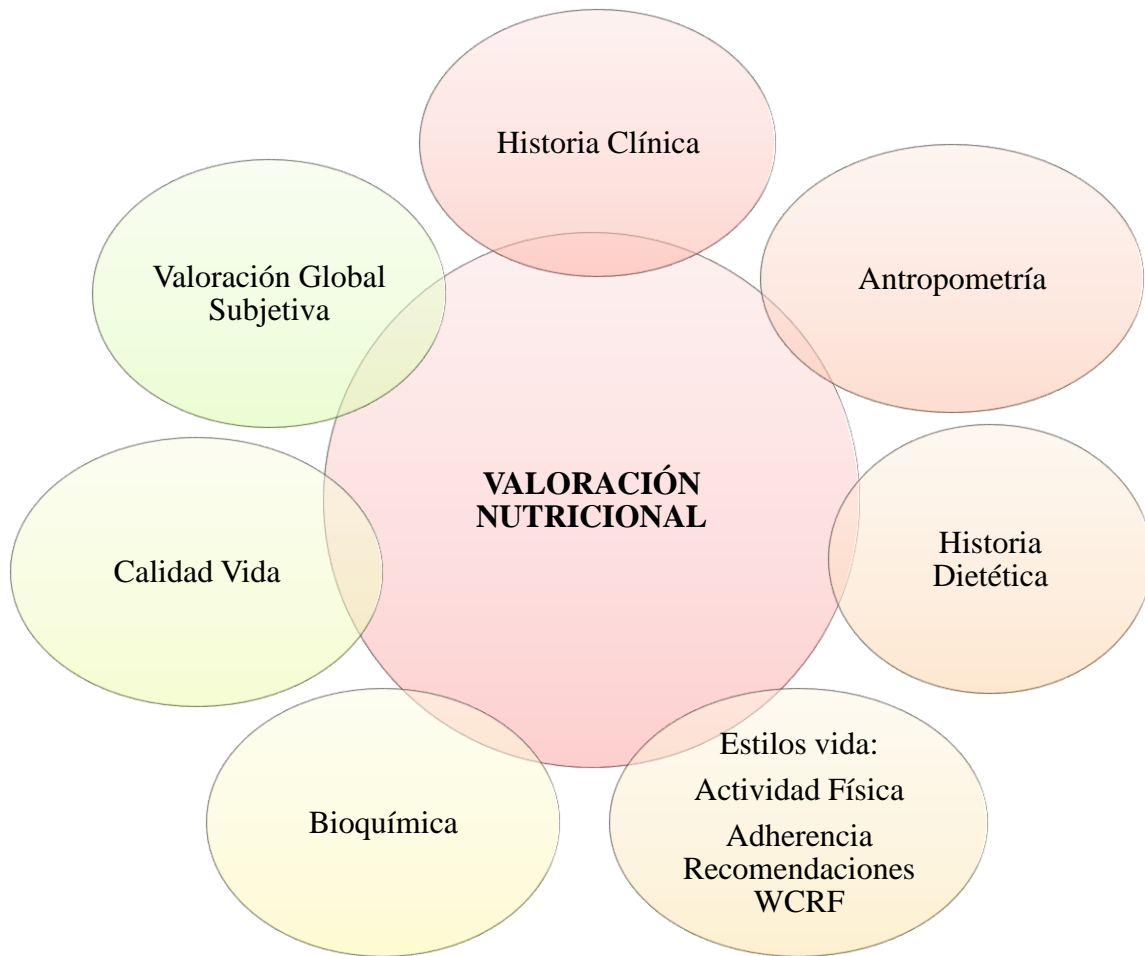 Historia Clínica
Antropometría
Historia
Dietética
Estilos vida:
Actividad Física
Adherencia
Recomendaciones
WCRF
Bioquímica
Calidad Vida
Valoración Global
Subjetiva
VALORACIÓN
NUTRICIONAL